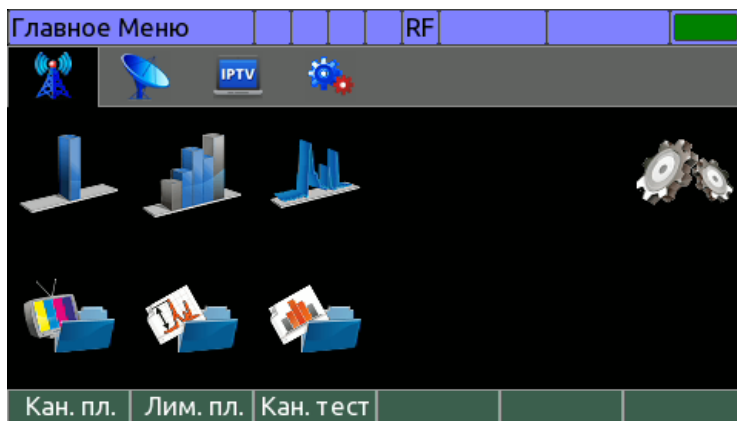 Главное Меню RF
IPTV
Кан. пл. Лим. пл. Кан. тест